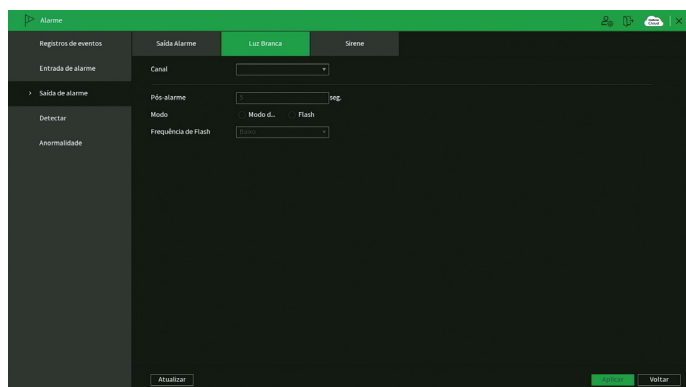 Alarme
Registros de eventos
Entrada de alarme
> Saída de alarme
Detectar
Anormalidade
Saída Alarme
Luz Branca
Sirene
Canal
Pós-alarme 5 seg.
Modo Modo d... Flash
Frequência de Flash Baixo
Atualizar
Aplicar
Voltar